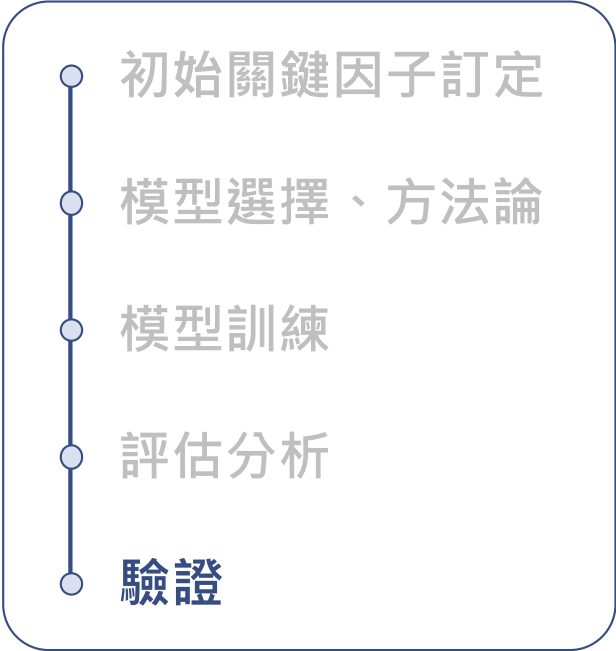 初始關鍵因子訂定
模型選擇、方法論
模型訓練
評估分析
驗證